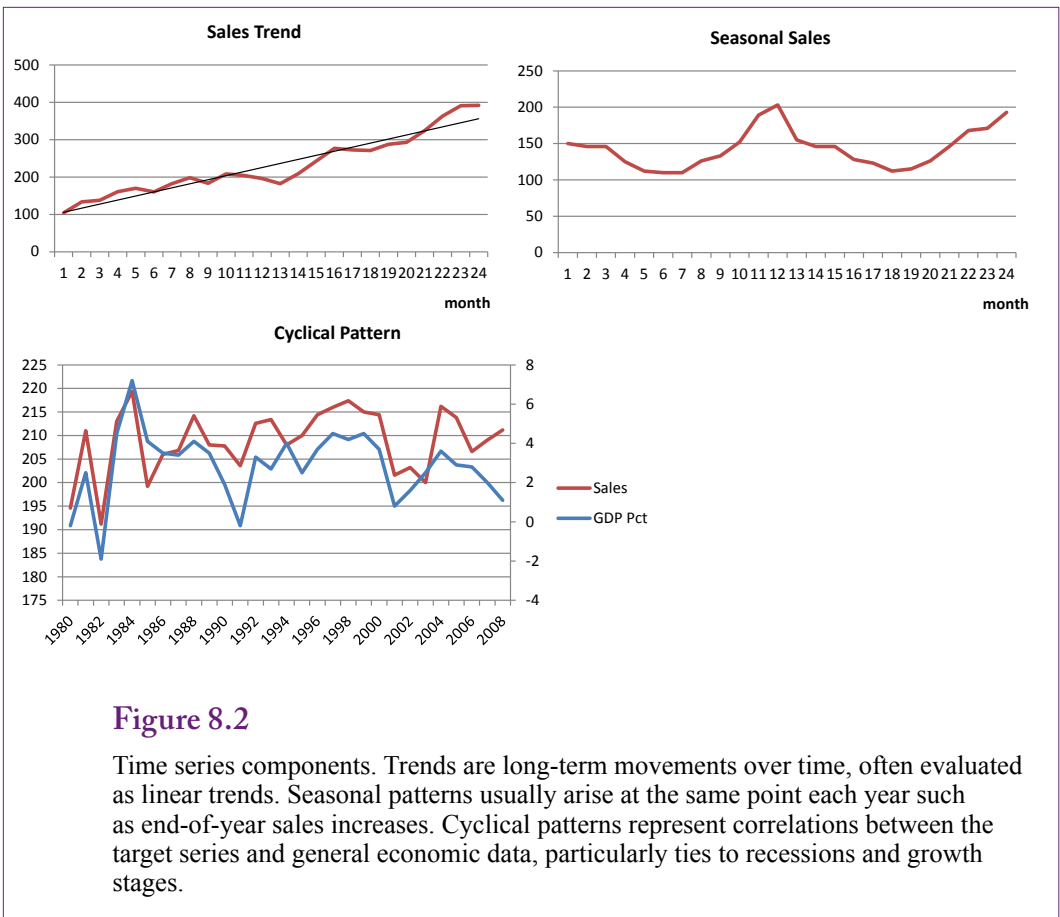 Sales Trend
500
400
300
200
100
0
1 2 3 4 5 6 7 8 9 10 11 12 13 14 15 16 17 18 19 20 21 22 23 24
month
Seasonal Sales
250
200
150
100
50
0
1 2 3 4 5 6 7 8 9 10 11 12 13 14 15 16 17 18 19 20 21 22 23 24
month
Cyclical Pattern
225
220
215
210
205
200
195
190
185
180
175
8
6
4
2
0
-2
-4
1980 1982 1984 1986 1988 1990 1992 1994 1996 1998 2000 2002 2004 2006 2008
Sales
GDP Pct
Figure 8.2
Time series components. Trends are long-term movements over time, often evaluated
as linear trends. Seasonal patterns usually arise at the same point each year such
as end-of-year sales increases. Cyclical patterns represent correlations between the
target series and general economic data, particularly ties to recessions and growth
stages.